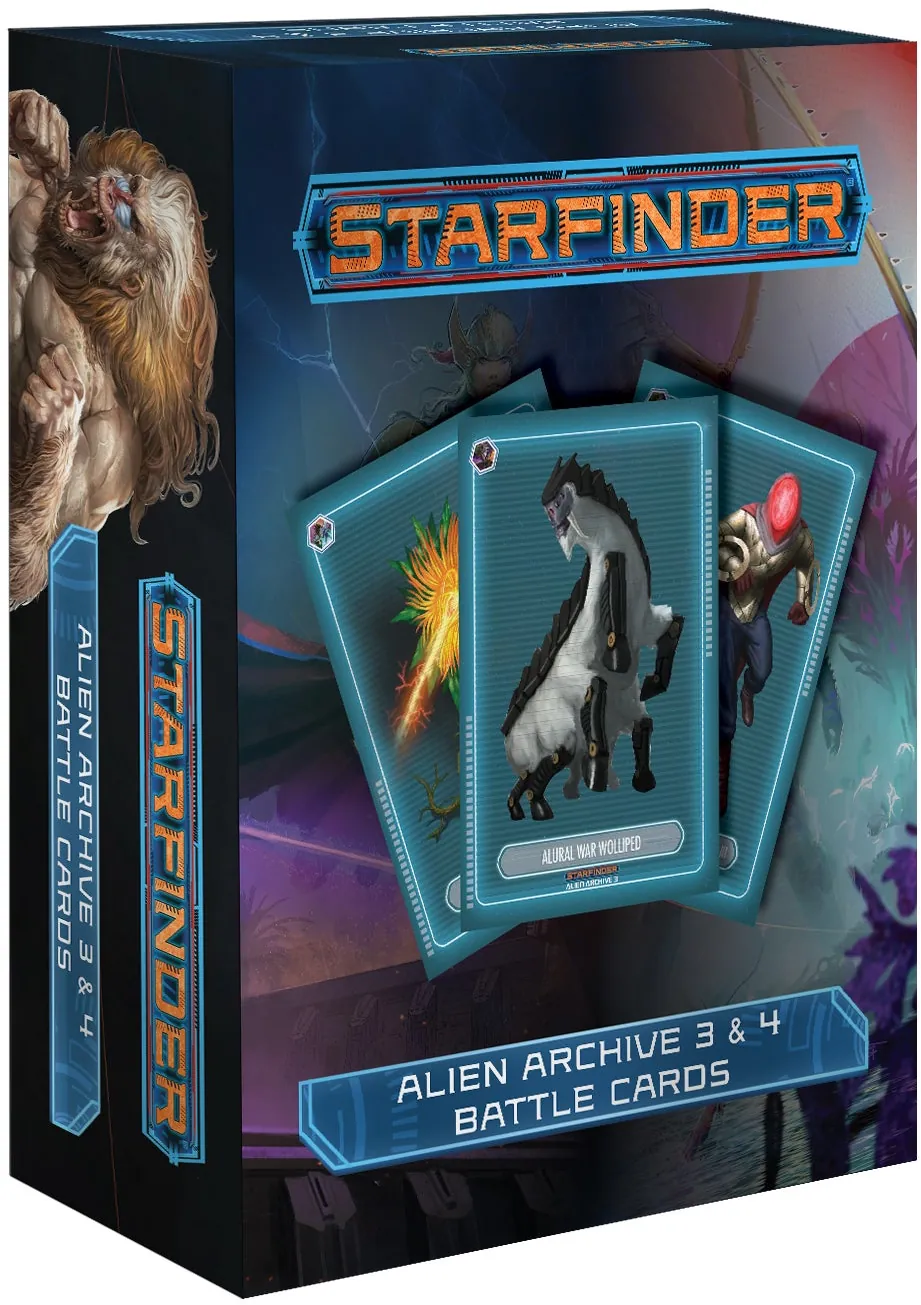 STARFINDER
ALURAL WAR WOLLIPED
STARFINDER
ALIEN ARCHIVE 3
ALIEN ARCHIVE 3 & 4
BATTLE CARDS
STARFINDER
ALIEN ARCHIVE 3 & 4
BATTLE CARDS